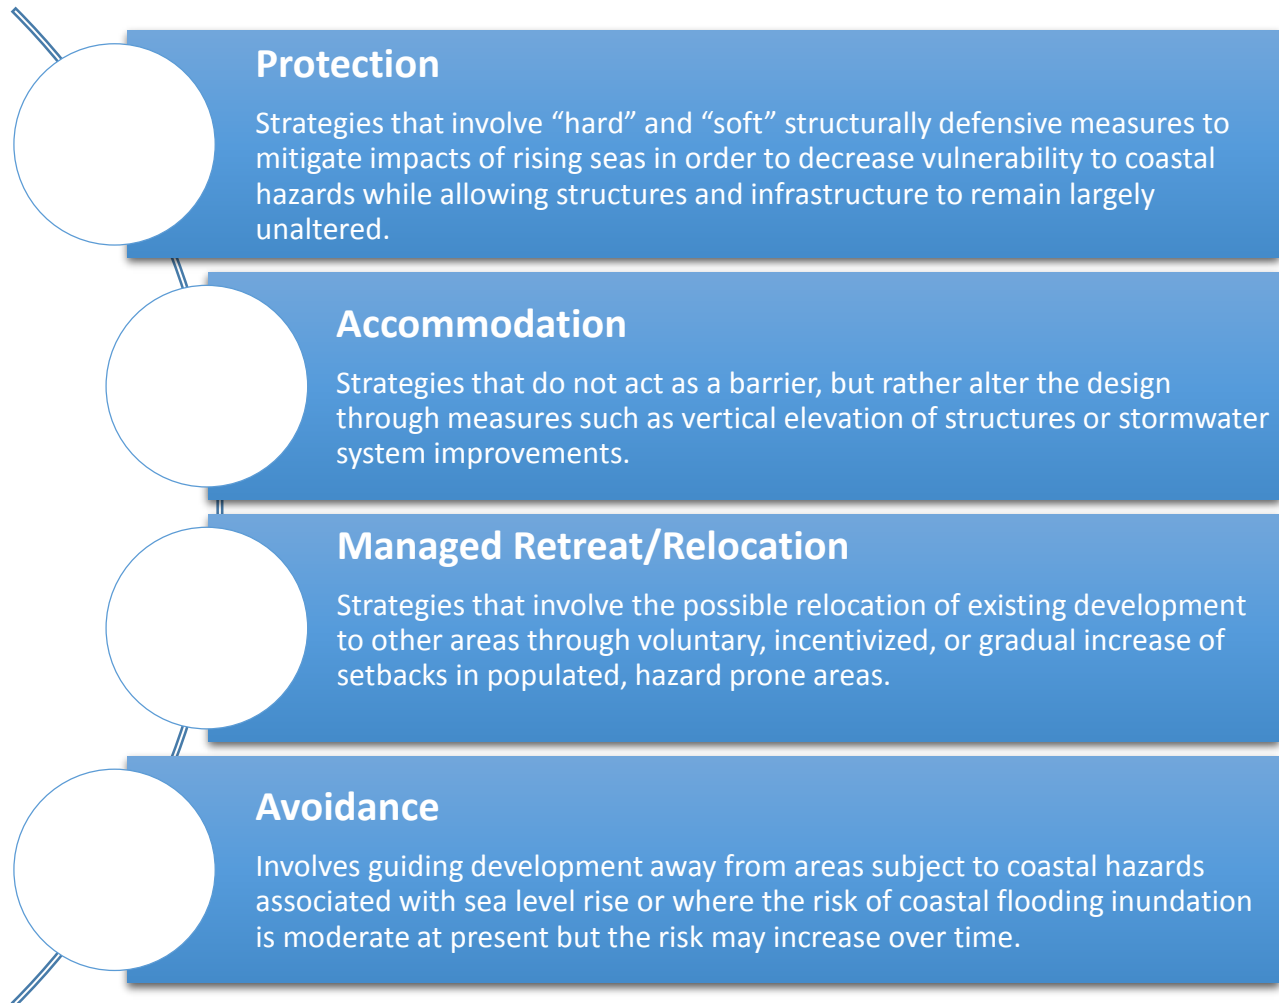 Protection
Strategies that involve “hard” and “soft” structurally defensive measures to
mitigate impacts of rising seas in order to decrease vulnerability to coastal
hazards while allowing structures and infrastructure to remain largely
unaltered.
Accommodation
Strategies that do not act as a barrier, but rather alter the design
through measures such as vertical elevation of structures or stormwater
system improvements.
Managed Retreat/Relocation
Strategies that involve the possible relocation of existing development
to other areas through voluntary, incentivized, or gradual increase of
setbacks in populated, hazard prone areas.
Avoidance
Involves guiding development away from areas subject to coastal hazards
associated with sea level rise or where the risk of coastal flooding inundation
is moderate at present but the risk may increase over time.